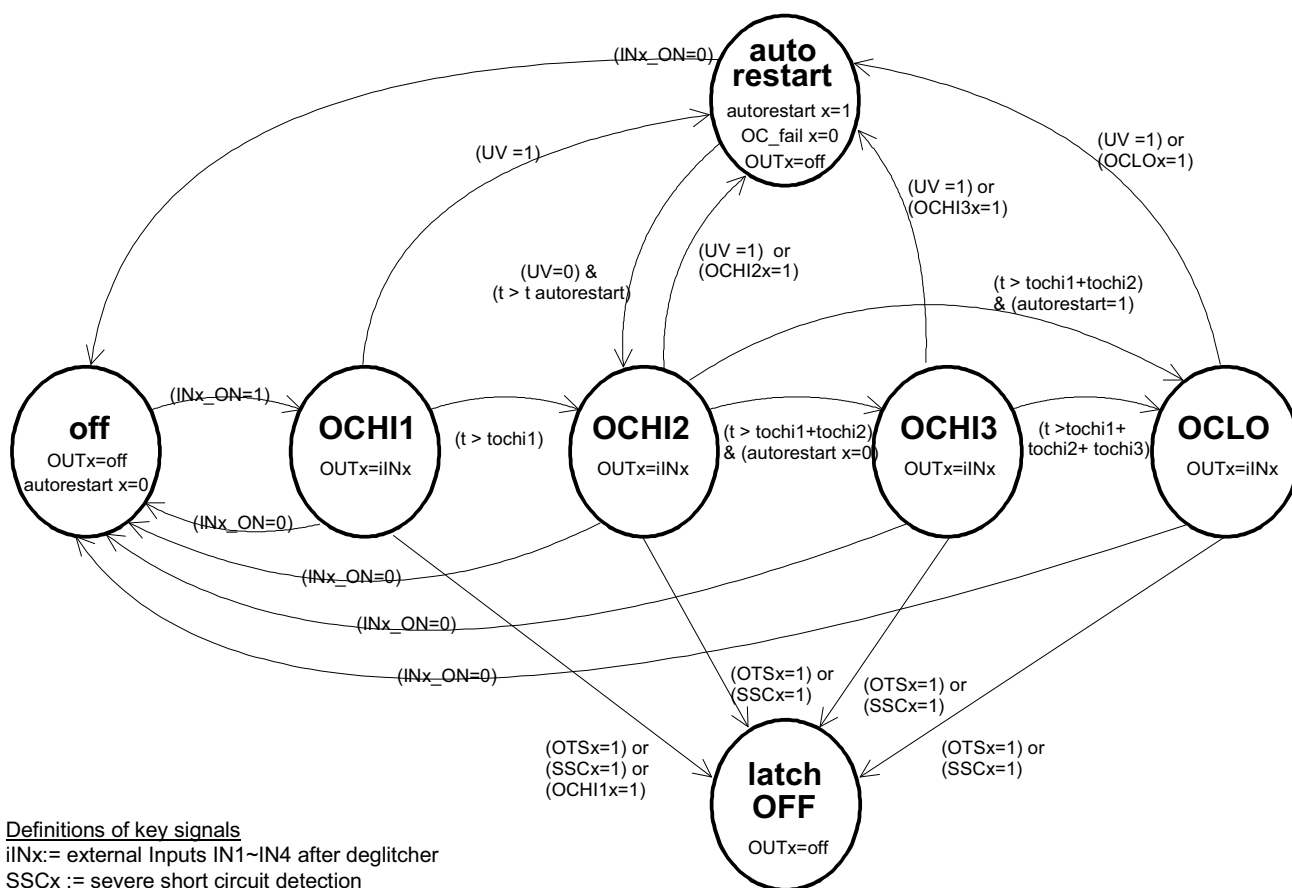 auto
restart
autorestart x=1
OC_fail x=0
OUTx=off
(INx_ON=0)
(UV =1)
(UV =1) or
(OCLOx=1)
(UV =1) or
(OCHI3x=1)
(UV =1) or
(OCHI2x=1)
(UV=0) &
(t > t autorestart)
(t > tochi1+tochi2)
& (autorestart=1)
off
OUTx=off
autorestart x=0
(INx_ON=1)
OCHI1
OUTx=iINx
(t > tochi1)
OCHI2
OUTx=iINx
(t > tochi1+tochi2)
& (autorestart x=0)
OCHI3
OUTx=iINx
(t >tochi1+
tochi2+ tochi3)
OCLO
OUTx=iINx
(INx_ON=0)
(INx_ON=0)
(INx_ON=0)
(INx_ON=0)
(OTSx=1) or
(SSCx=1) or
(OCHI1x=1)
(OTSx=1) or
(SSCx=1)
(OTSx=1) or
(SSCx=1)
(OTSx=1) or
(SSCx=1)
latch
OFF
OUTx=off
Definitions of key signals
iINx:= external Inputs IN1~IN4 after deglitcher
SSCx := severe short circuit detection